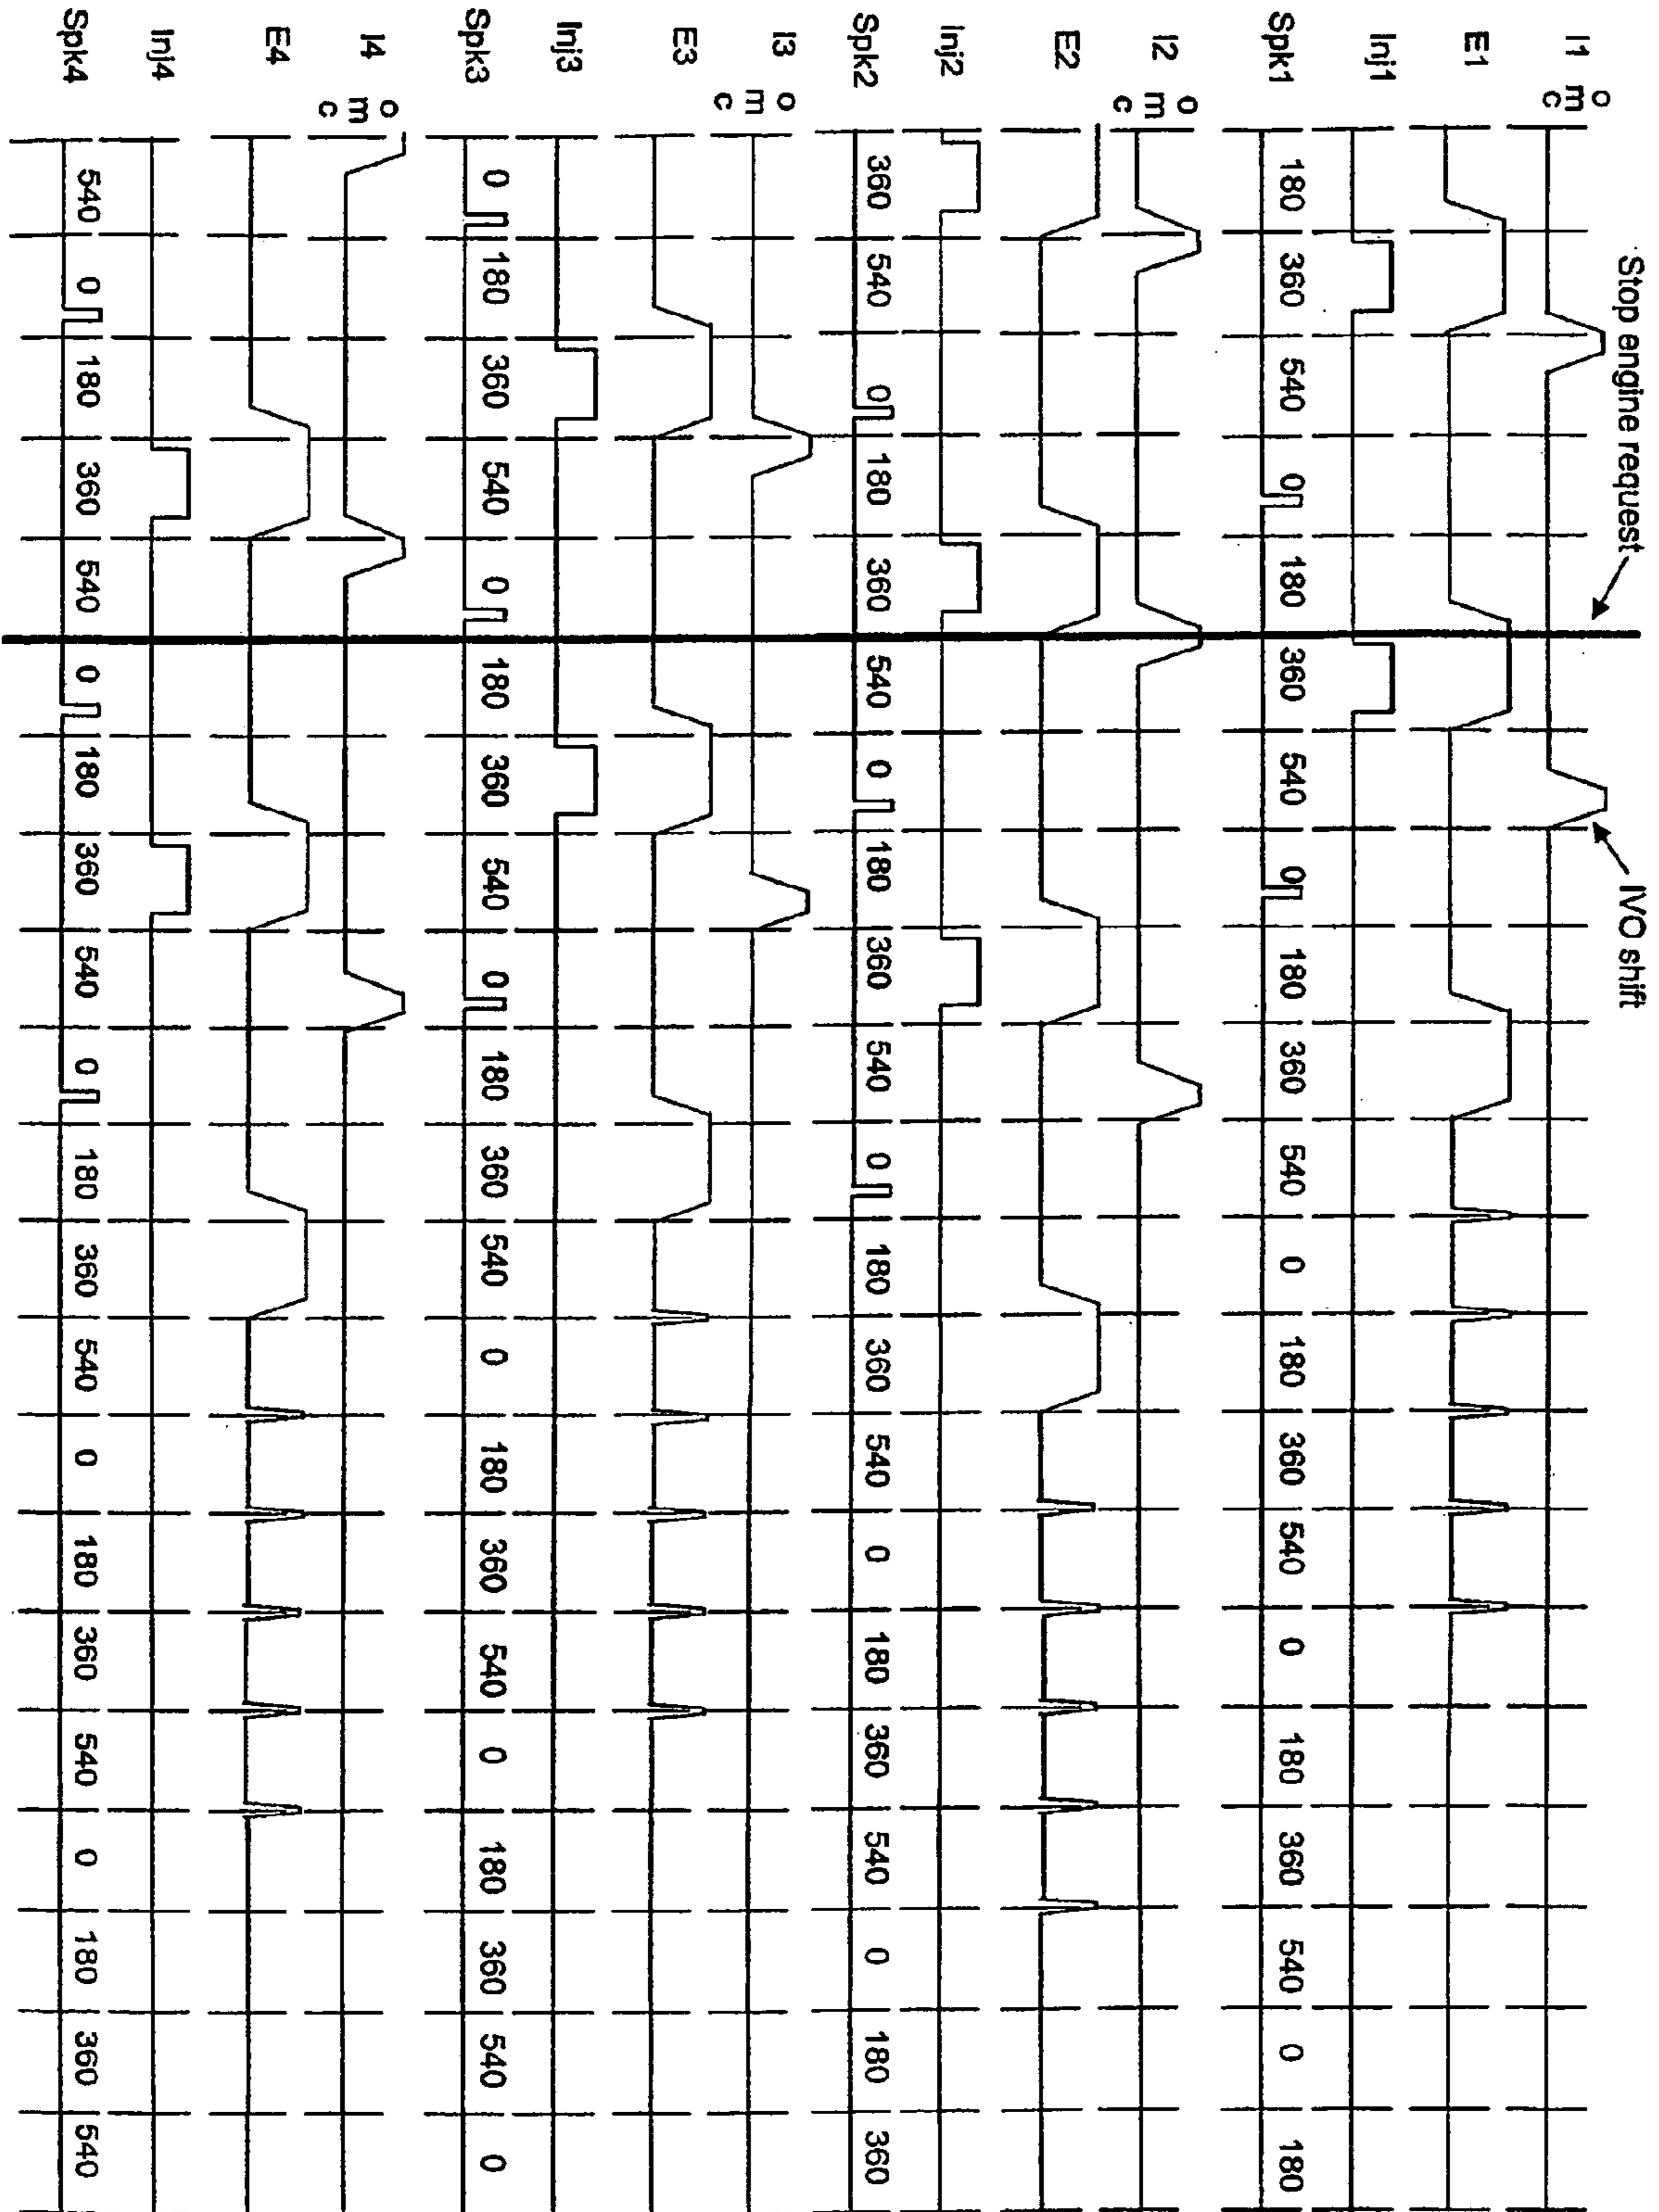 Stop engine request
IVO shift
o
I1 m
c
E1
Inj1
Spk1 180 360 540 0 180 360 540 0 180 360 540 0 180 360 540 0 180 360 540 0 180
o
I2 m
c
E2
Inj2
Spk2 360 540 0 180 360 540 0 180 360 540 0 180 360 540 0 180 360 540 0 180 360
o
I3 m
c
E3
Inj3
Spk3 0 180 360 540 0 180 360 540 0 180 360 540 0 180 360 540 0 180 360 540 0
o
I4 m
c
E4
Inj4
Spk4 540 0 180 360 540 0 180 360 540 0 180 360 540 0 180 360 540 0 180 360 540